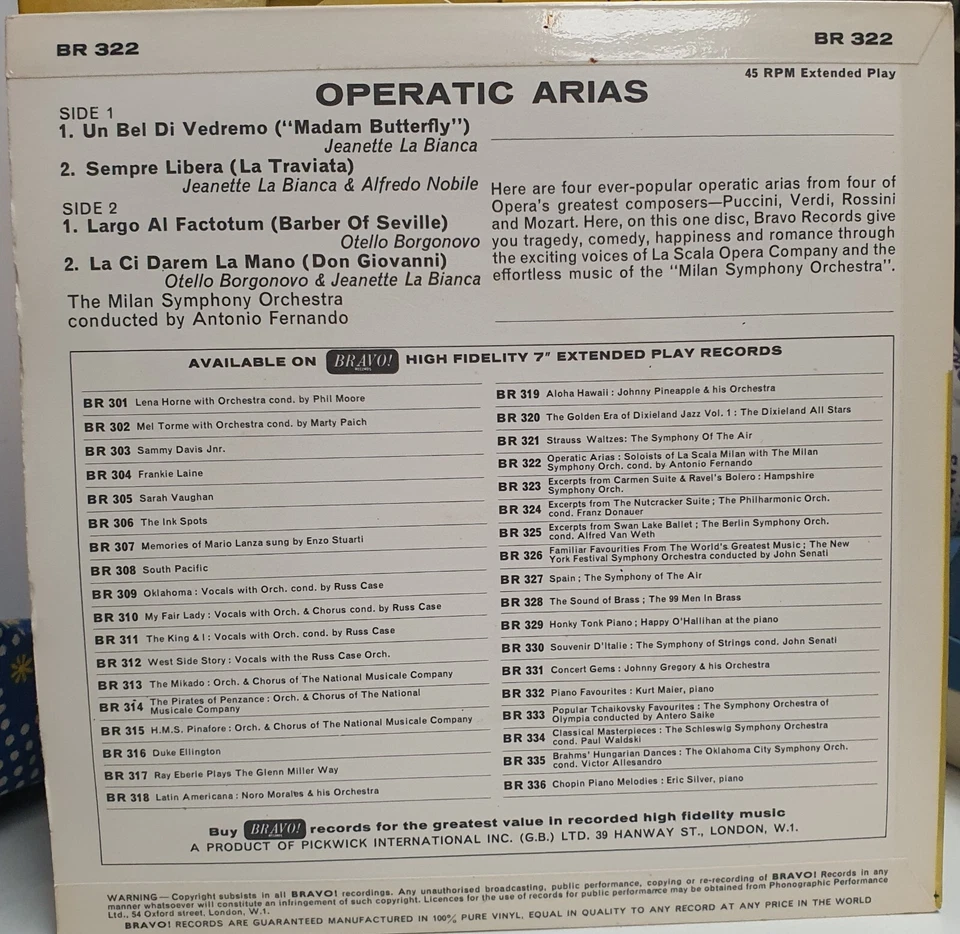 BR 322
BR 322
45 RPM Extended Play
OPERATIC ARIAS
SIDE 1
1. Un Bel Di Vedremo ("Madam Butterfly")
Jeanette La Bianca
2. Sempre Libera (La Traviata)
Jeanette La Bianca & Alfredo Nobile
SIDE 2
1. Largo Al Factotum (Barber Of Seville)
Otello Borgonovo
2. La Ci Darem La Mano (Don Giovanni)
Otello Borgonovo & Jeanette La Bianca
The Milan Symphony Orchestra
conducted by Antonio Fernando
Here are four ever-popular operatic arias from four of
Opera's greatest composers—Puccini, Verdi, Rossini
and Mozart. Here, on this one disc, Bravo Records give
you tragedy, comedy, happiness and romance through
the exciting voices of La Scala Opera Company and the
effortless music of the "Milan Symphony Orchestra".
AVAILABLE ON BRAVO! RECORDS HIGH FIDELITY 7" EXTENDED PLAY RECORDS
BR 301 Lena Horne with Orchestra cond. by Phil Moore
BR 302 Mel Torme with Orchestra cond. by Marty Paich
BR 303 Sammy Davis Jnr.
BR 304 Frankie Laine
BR 305 Sarah Vaughan
BR 306 The Ink Spots
BR 307 Memories of Mario Lanza sung by Enzo Stuarti
BR 308 South Pacific
BR 309 Oklahoma : Vocals with Orch. cond. by Russ Case
BR 310 My Fair Lady : Vocals with Orch. & Chorus cond. by Russ Case
BR 311 The King & I : Vocals with Orch. cond. by Russ Case
BR 312 West Side Story : Vocals with the Russ Case Orch.
BR 313 The Mikado : Orch. & Chorus of The National Musicale Company
BR 314 The Pirates of Penzance : Orch. & Chorus of The National
Musicale Company
BR 315 H.M.S. Pinafore : Orch. & Chorus of The National Musicale Company
BR 316 Duke Ellington
BR 317 Ray Eberle Plays The Glenn Miller Way
BR 318 Latin Americana : Noro Morales & his Orchestra
BR 319 Aloha Hawaii : Johnny Pineapple & his Orchestra
BR 320 The Golden Era of Dixieland Jazz Vol. 1 : The Dixieland All Stars
BR 321 Strauss Waltzes: The Symphony Of The Air
BR 322 Operatic Arias : Soloists of La Scala Milan with The Milan
Symphony Orch. cond. by Antonio Fernando
BR 323 Excerpts from Carmen Suite & Ravel's Bolero : Hampshire
Symphony Orch.
BR 324 Excerpts from The Nutcracker Suite ; The Philharmonic Orch.
cond. Franz Donauer
BR 325 Excerpts from Swan Lake Ballet ; The Berlin Symphony Orch.
cond. Alfred Van Weth
BR 326 Familiar Favourities From The World's Greatest Music ; The New
York Festival Symphony Orchestra conducted by John Senati
BR 327 Spain ; The Symphony of The Air
BR 328 The Sound of Brass ; The 99 Men In Brass
BR 329 Honky Tonk Piano ; Happy O'Hallihan at the piano
BR 330 Souvenir D'Italie : The Symphony of Strings cond. John Senati
BR 331 Concert Gems : Johnny Gregory & his Orchestra
BR 332 Piano Favourites : Kurt Maier, piano
BR 333 Popular Tchaikovsky Favourites : The Symphony Orchestra of
Olympia conducted by Antero Saike
BR 334 Classical Masterpieces : The Schleswig Symphony Orchestra
cond. Paul Waldski
BR 335 Brahms' Hungarian Dances : The Oklahoma City Symphony Orch.
cond. Victor Allesandro
BR 336 Chopin Piano Melodies : Eric Silver, piano
Buy BRAVO! RECORDS records for the greatest value in recorded high fidelity music
A PRODUCT OF PICKWICK INTERNATIONAL INC. (G.B.) LTD. 39 HANWAY ST., LONDON, W.1.
WARNING — Copyright subsists in all BRAVO! recordings. Any unauthorised broadcasting, public performance, copying or re-recording of BRAVO! Records in any
manner whatsoever will constitute an infringement of such copyright. Licences for the use of records for public performance may be obtained from Phonographic Performance
Ltd., 54 Oxford street, London, W.1.
BRAVO! RECORDS ARE GUARANTEED MANUFACTURED IN 100% PURE VINYL, EQUAL IN QUALITY TO ANY RECORD AT ANY PRICE IN THE WORLD